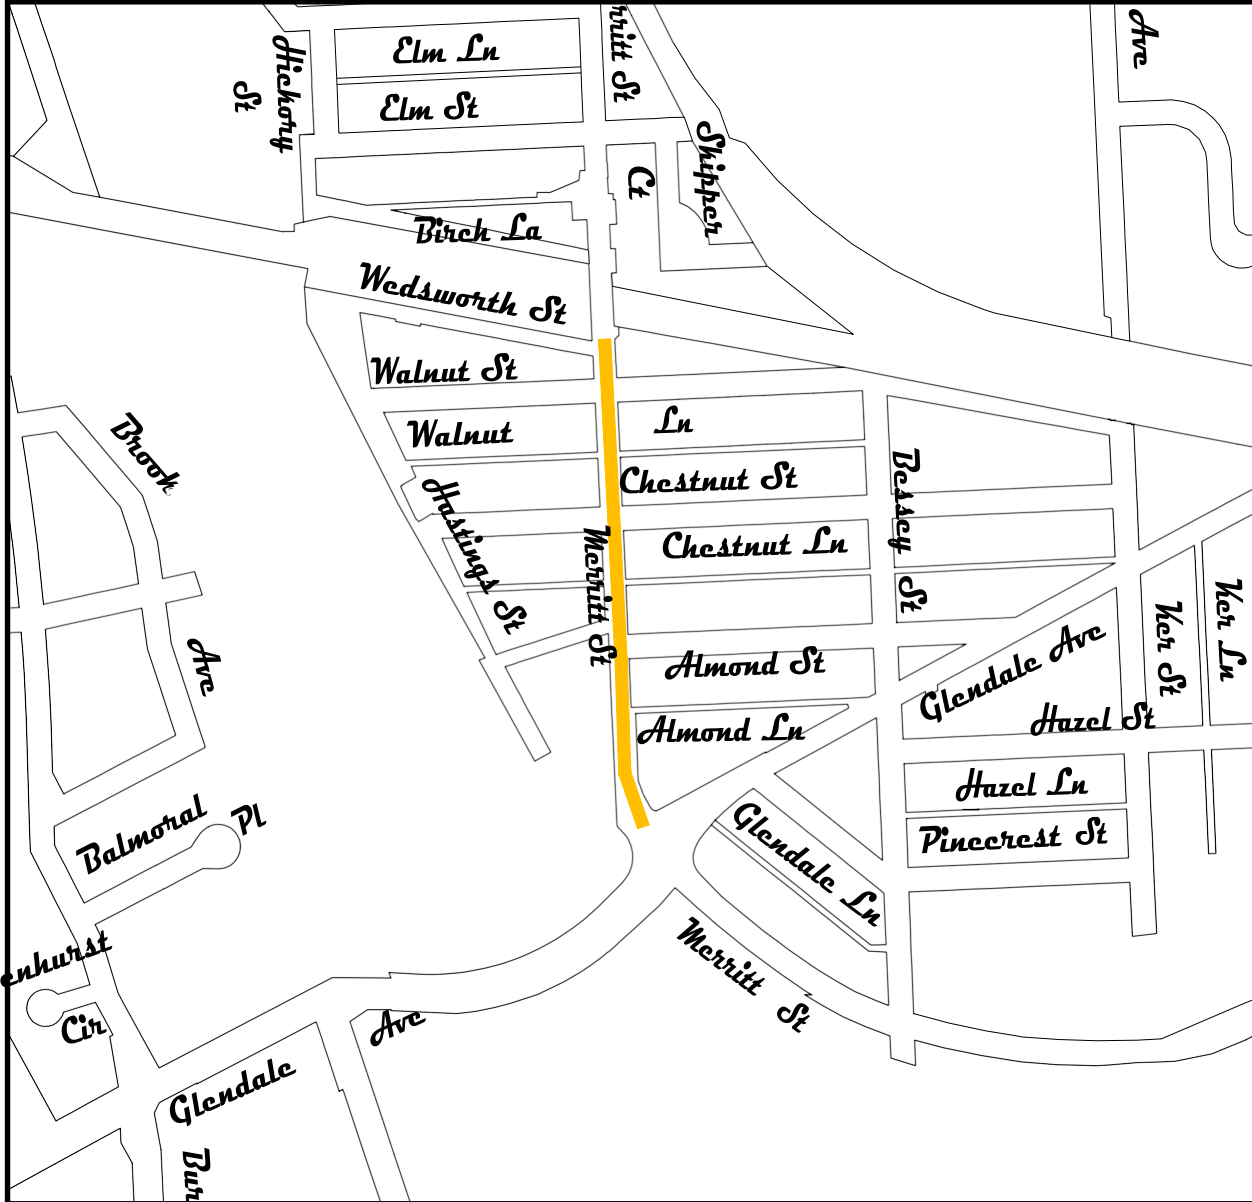 Elm Ln
Hickory St
rritt St
Ave
Elm St
Skipper
Ct
Birch La
Wedsworth St
Walnut St
Walnut Ln
Brook Ave
Chestnut St
Bessey St
Hastings St
Merritt St
Chestnut Ln
Ker St
Ker Ln
Almond St
Glendale Ave
Almond Ln
Hazel St
Hazel Ln
Balmoral Pl
Glendale Ln
Pinecrest St
enhurst Cir
Merritt St
Glendale Ave
Bur